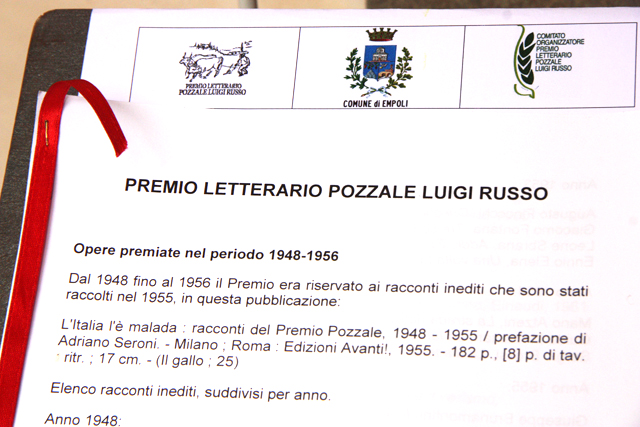 PREMIO LETTERARIO
POZZALE LUIGI RUSSO
COMUNE di EMPOLI
COMITATO
ORGANIZZATORE
PREMIO
LETTERARIO
POZZALE
LUIGI RUSSO
PREMIO LETTERARIO POZZALE LUIGI RUSSO
Opere premiate nel periodo 1948-1956
Dal 1948 fino al 1956 il Premio era riservato ai racconti inediti che sono stati
raccolti nel 1955, in questa pubblicazione:
L'Italia l'è malada : racconti del Premio Pozzale, 1948 - 1955 / prefazione di
Adriano Seroni. - Milano ; Roma : Edizioni Avanti!, 1955. - 182 p., [8] p. di tav.
: ritr. ; 17 cm. - (Il gallo ; 25)
Elenco racconti inediti, suddivisi per anno.
Anno 1948: